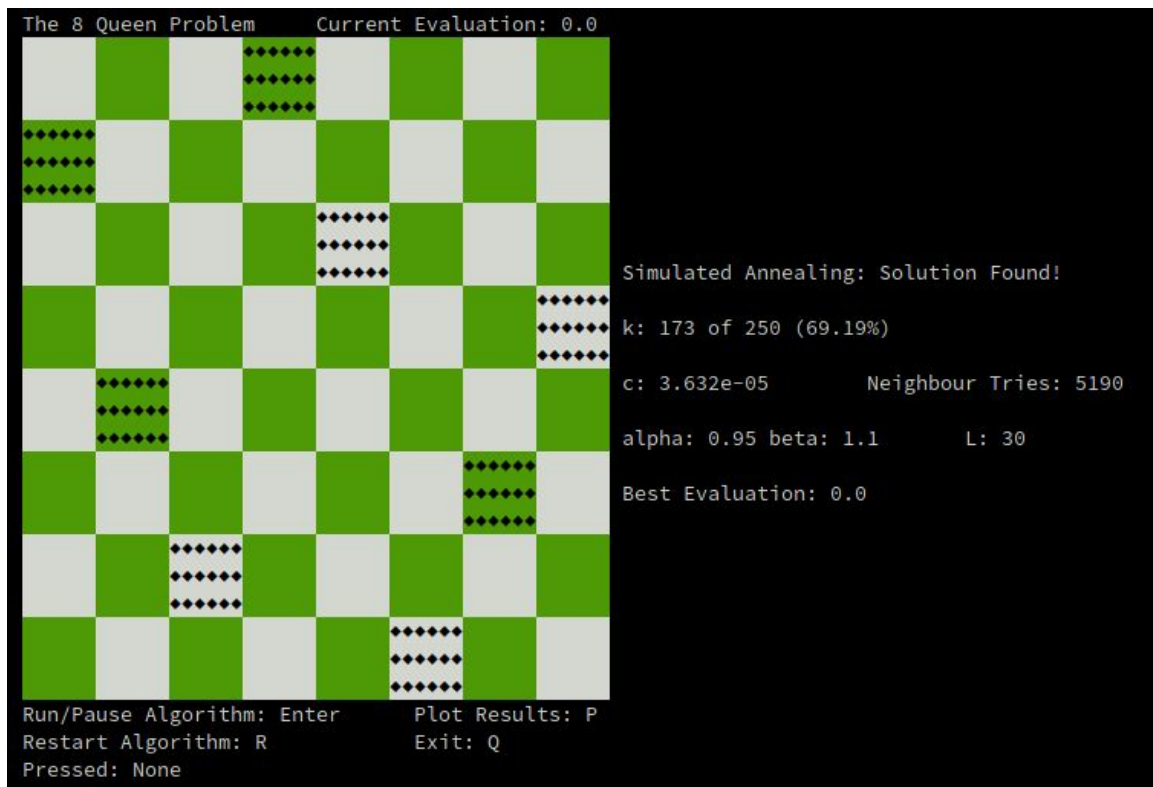 The 8 Queen Problem Current Evaluation: 0.0
Simulated Annealing: Solution Found!
k: 173 of 250 (69.19%)
c: 3.632e-05 Neighbour Tries: 5190
alpha: 0.95 beta: 1.1 L: 30
Best Evaluation: 0.0
Run/Pause Algorithm: Enter Plot Results: P
Restart Algorithm: R Exit: Q
Pressed: None